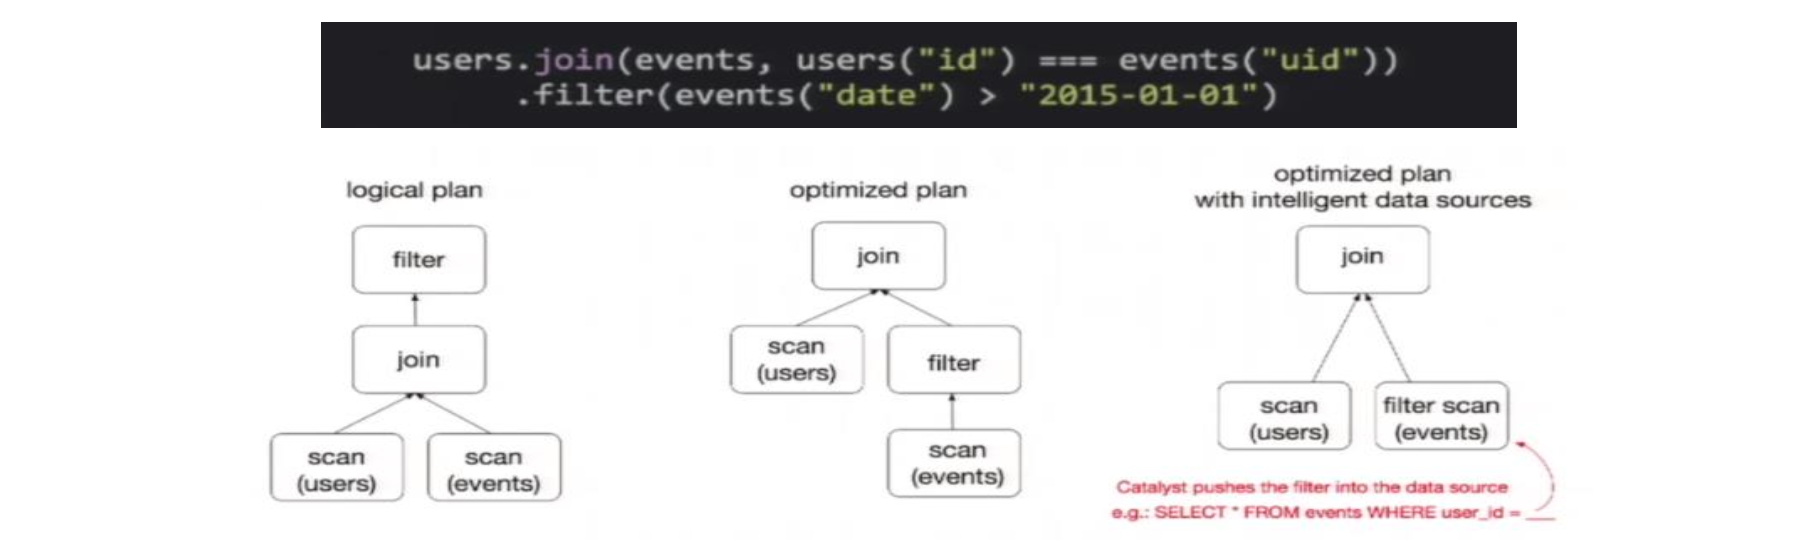 users.join(events, users("id") === events("uid"))
.filter(events("date") > "2015-01-01")
logical plan
filter
join
scan
(users)
scan
(events)
optimized plan
join
scan
(users)
filter
scan
(events)
optimized plan
with intelligent data sources
join
scan
(users)
filter scan
(events)
Catalyst pushes the filter into the data source
e.g.: SELECT * FROM events WHERE user_id = ___